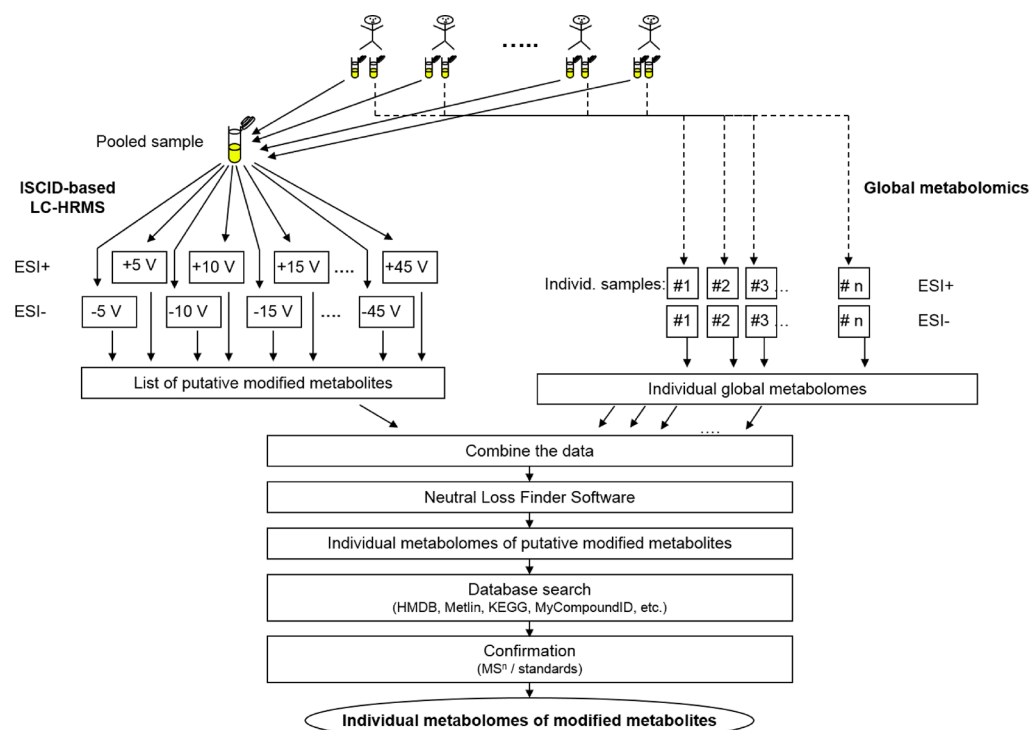 .....
Pooled sample
ISCID-based
LC-HRMS
Global metabolomics
ESI+
+5 V
+10 V
+15 V
....
+45 V
ESI-
-5 V
-10 V
-15 V
....
-45 V
Individ. samples:
#1
#2
#3
...
# n
ESI+
#1
#2
#3
...
# n
ESI-
List of putative modified metabolites
Individual global metabolomes
....
Combine the data
Neutral Loss Finder Software
Individual metabolomes of putative modified metabolites
Database search
(HMDB, Metlin, KEGG, MyCompoundID, etc.)
Confirmation
(MSⁿ / standards)
Individual metabolomes of modified metabolites